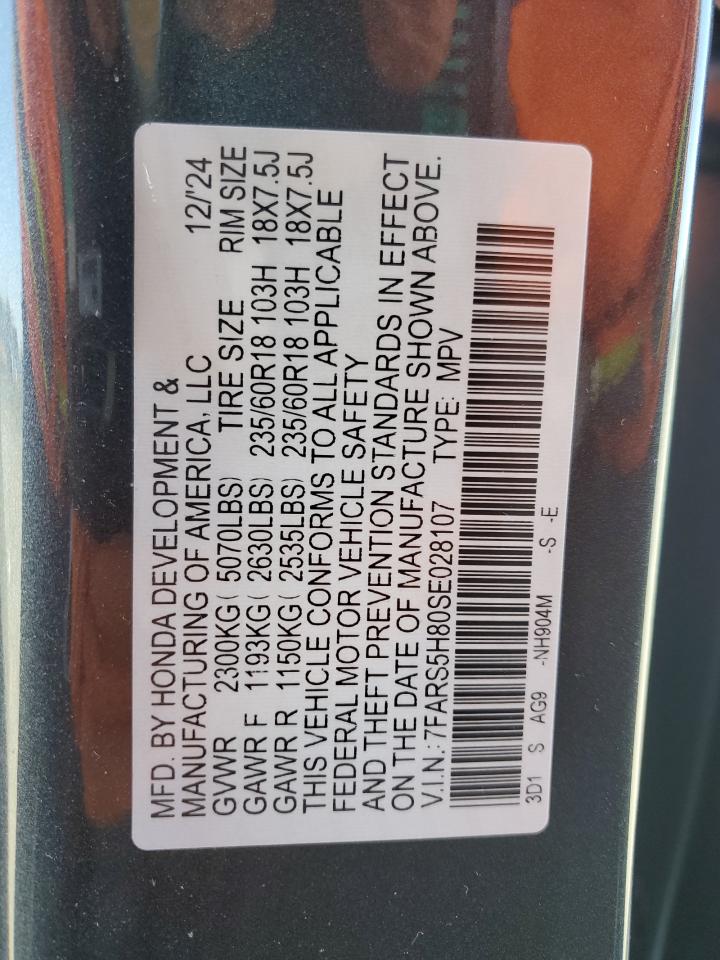 MFD. BY HONDA DEVELOPMENT &
MANUFACTURING OF AMERICA, LLC 12/'24
GVWR 2300KG( 5070LBS) TIRE SIZE RIM SIZE
GAWR F 1193KG( 2630LBS) 235/60R18 103H 18X7.5J
GAWR R 1150KG( 2535LBS) 235/60R18 103H 18X7.5J
THIS VEHICLE CONFORMS TO ALL APPLICABLE
FEDERAL MOTOR VEHICLE SAFETY
AND THEFT PREVENTION STANDARDS IN EFFECT
ON THE DATE OF MANUFACTURE SHOWN ABOVE.
V.I.N.: 7FARS5H80SE028107 TYPE: MPV
3D1 S AG9 -NH904M -S -E